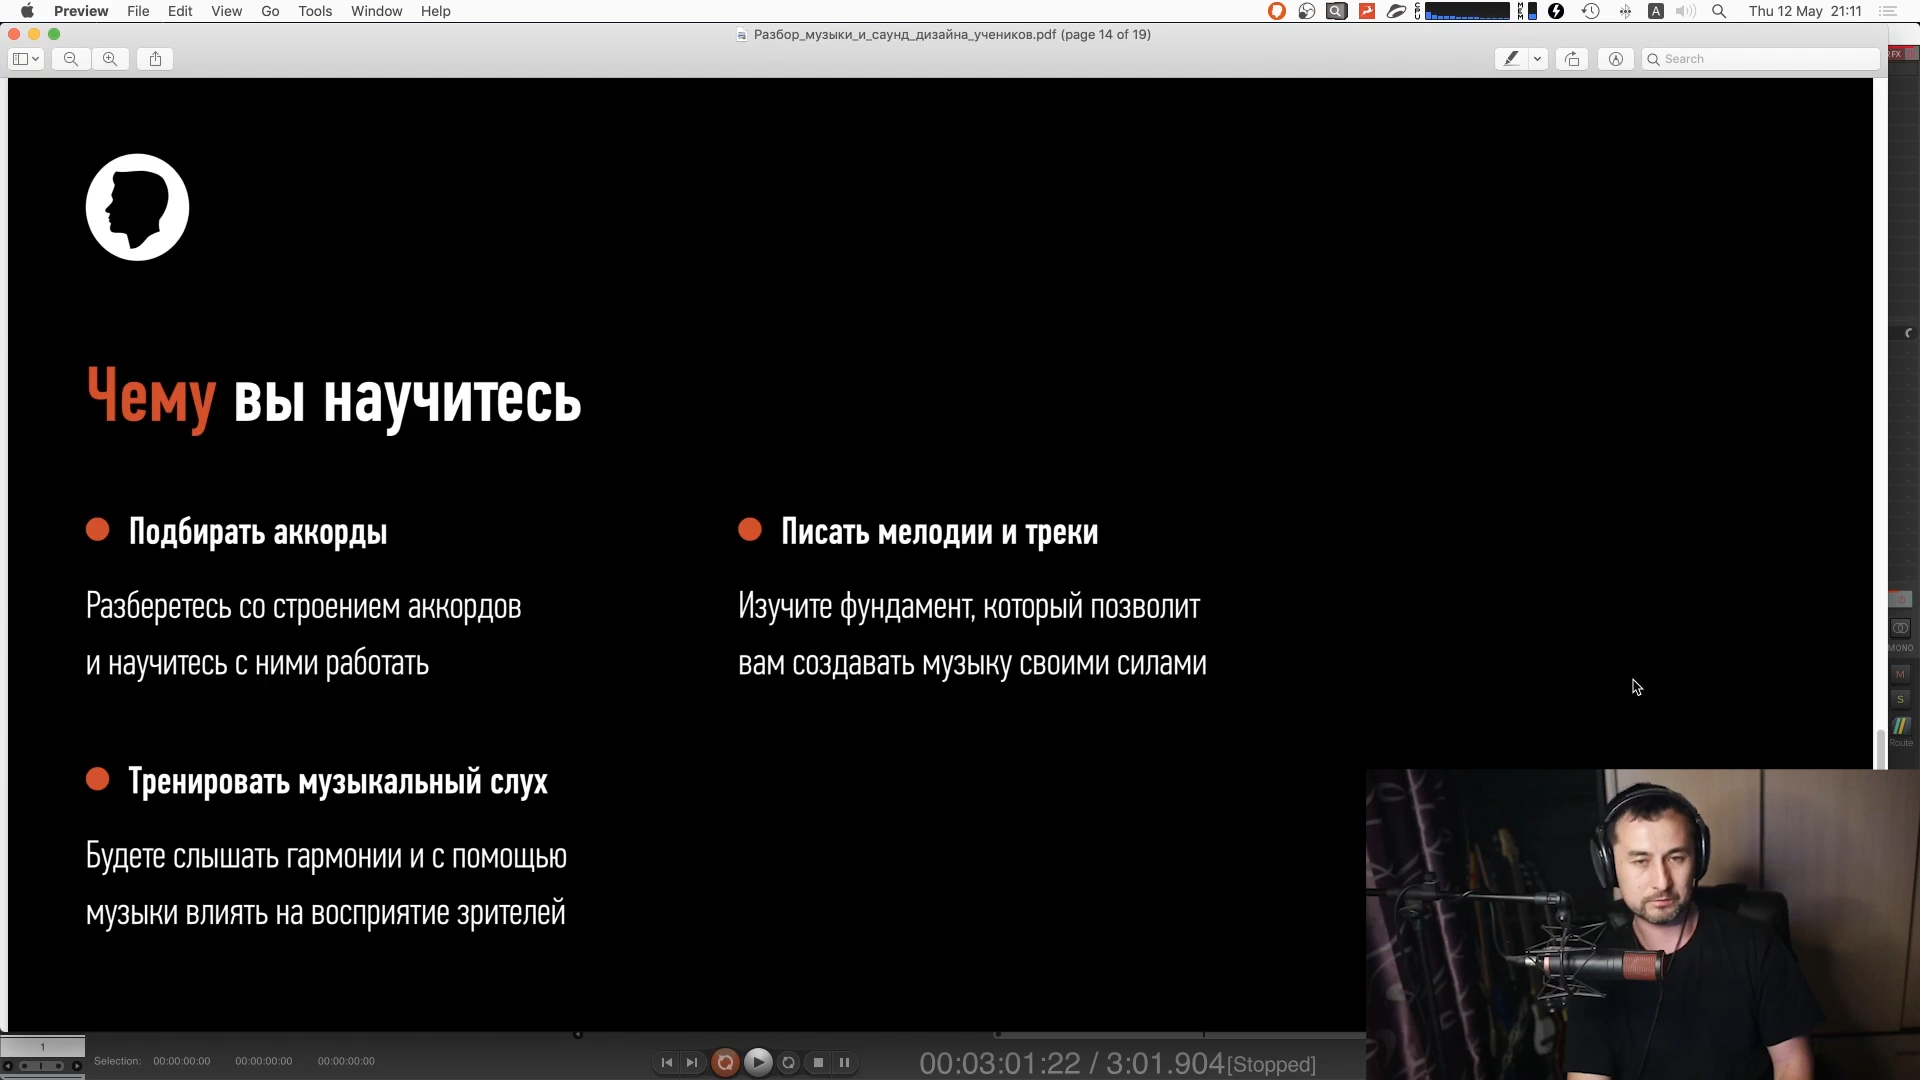 Preview File Edit View Go Tools Window Help
A Thu 12 May 21:11
Разбор_музыки_и_саунд_дизайна_учеников.pdf (page 14 of 19)
Search
FX
Чему вы научитесь
Подбирать аккорды
Разберетесь со строением аккордов
и научитесь с ними работать
Писать мелодии и треки
Изучите фундамент, который позволит
вам создавать музыку своими силами
Тренировать музыкальный слух
Будете слышать гармонии и с помощью
музыки влиять на восприятие зрителей
MONO
M
S
Route
1
Selection: 00:00:00:00 00:00:00:00 00:00:00:00
00:03:01:22 / 3:01.904 [Stopped]